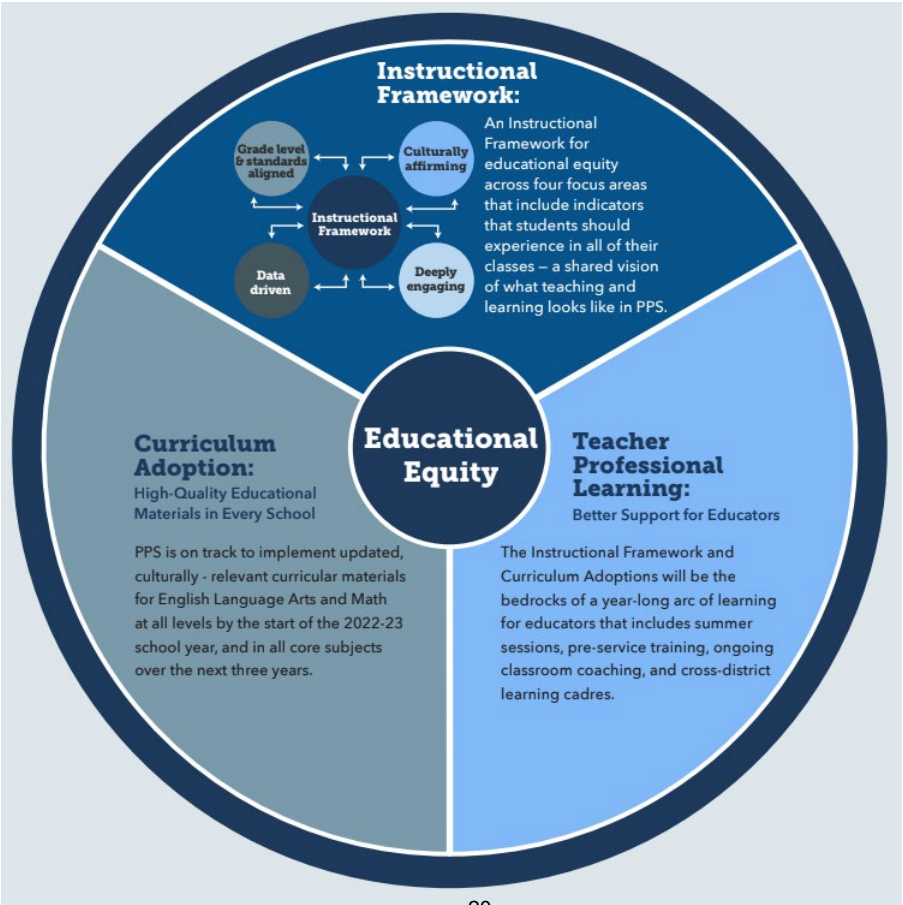 Instructional
Framework:
Grade level
& standards
aligned
Culturally
affirming
Instructional
Framework
Data
driven
Deeply
engaging
An Instructional
Framework for
educational equity
across four focus areas
that include indicators
that students should
experience in all of their
classes – a shared vision
of what teaching and
learning looks like in PPS.
Educational
Equity
Curriculum
Adoption:
High-Quality Educational
Materials in Every School
PPS is on track to implement updated,
culturally - relevant curricular materials
for English Language Arts and Math
at all levels by the start of the 2022-23
school year, and in all core subjects
over the next three years.
Teacher
Professional
Learning:
Better Support for Educators
The Instructional Framework and
Curriculum Adoptions will be the
bedrocks of a year-long arc of learning
for educators that includes summer
sessions, pre-service training, ongoing
classroom coaching, and cross-district
learning cadres.